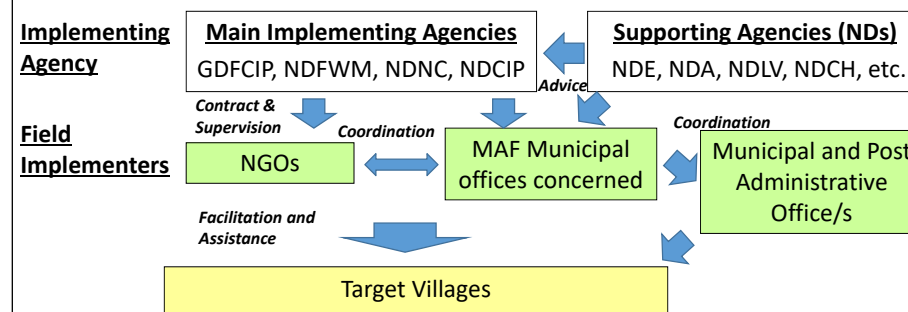 Implementing
Agency
Main Implementing Agencies
GDFCIP, NDFWM, NDNC, NDCIP
Supporting Agencies (NDs)
NDE, NDA, NDLV, NDCH, etc.
Advice
Contract &
Supervision
Coordination
Coordination
Field
Implementers
NGOs
MAF Municipal
offices concerned
Municipal and Post
Administrative
Office/s
Facilitation and
Assistance
Target Villages